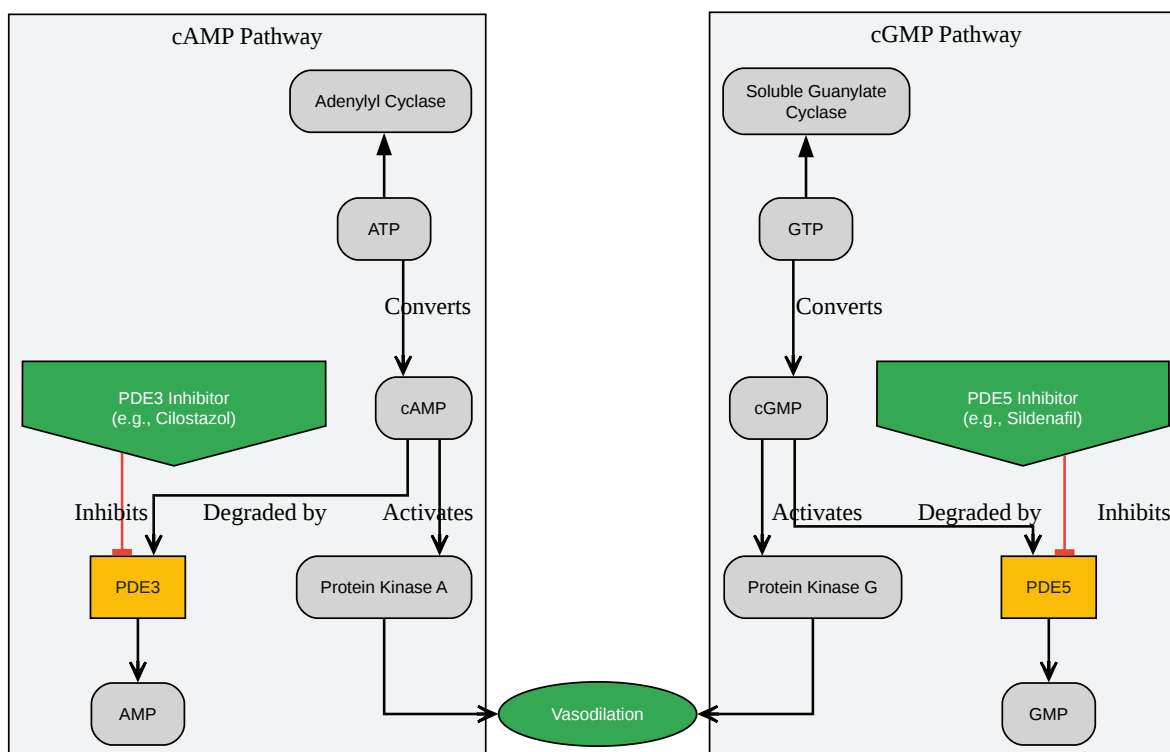 cAMP Pathway
Adenylyl Cyclase
ATP
Converts
PDE3 Inhibitor
(e.g., Cilostazol)
cAMP
Inhibits
Degraded by
Activates
PDE3
Protein Kinase A
AMP
Vasodilation
cGMP Pathway
Soluble Guanylate
Cyclase
GTP
Converts
cGMP
PDE5 Inhibitor
(e.g., Sildenafil)
Activates
Degraded by
Inhibits
Protein Kinase G
PDE5
GMP